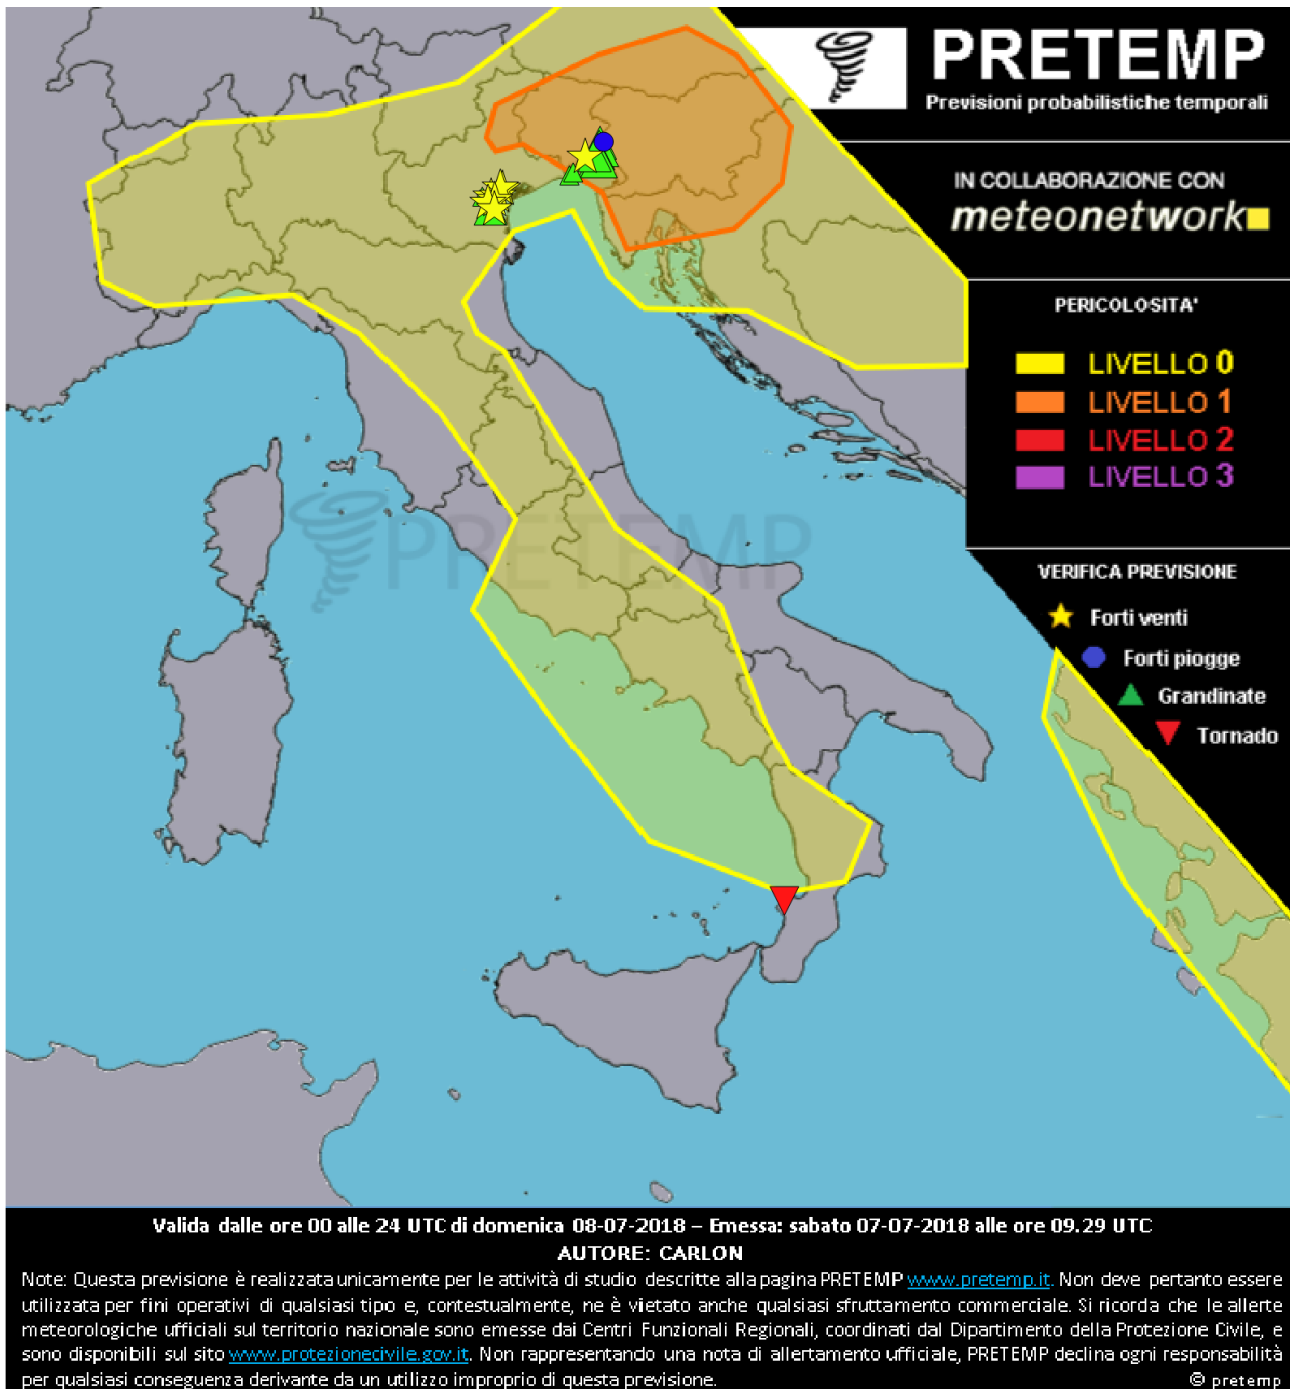 PRETEMP
Previsioni probabilistiche temporali
IN COLLABORAZIONE CON
meteonetwork
PERICOLOSITA'
LIVELLO 0
LIVELLO 1
LIVELLO 2
LIVELLO 3
PRETEMP
VERIFICA PREVISIONE
Forti venti
Forti piogge
Grandinate
Tornado
Valida dalle ore 00 alle 24 UTC di domenica 08-07-2018 – Emessa: sabato 07-07-2018 alle ore 09.29 UTC
AUTORE: CARLON
Note: Questa previsione è realizzata unicamente per le attività di studio descritte alla pagina PRETEMP www.pretemp.it. Non deve pertanto essere
utilizzata per fini operativi di qualsiasi tipo e, contestualmente, ne è vietato anche qualsiasi sfruttamento commerciale. Si ricorda che le allerte
meteorologiche ufficiali sul territorio nazionale sono emesse dai Centri Funzionali Regionali, coordinati dal Dipartimento della Protezione Civile, e
sono disponibili sul sito www.protezionecivile.gov.it. Non rappresentando una nota di allertamento ufficiale, PRETEMP declina ogni responsabilità
per qualsiasi conseguenza derivante da un utilizzo improprio di questa previsione.
© pretemp